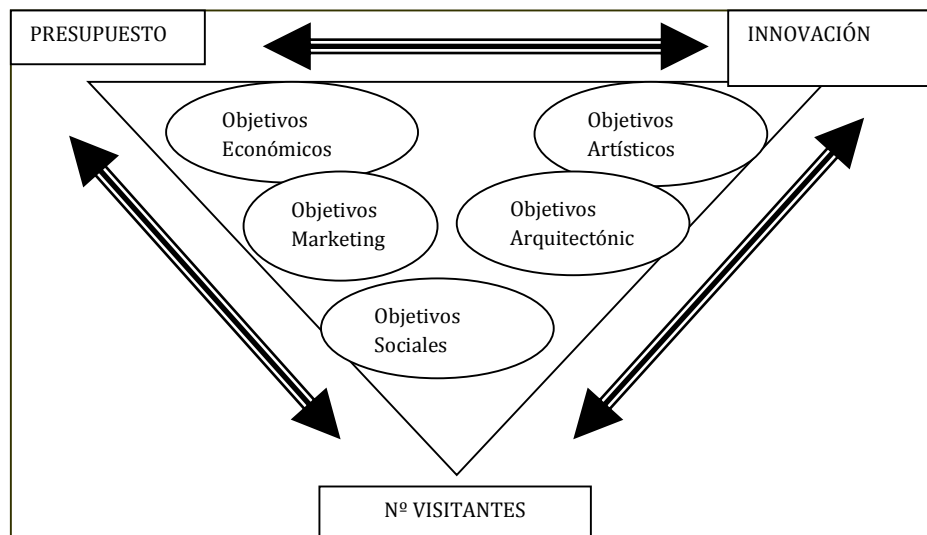 PRESUPUESTO
INNOVACIÓN
Objetivos
Económicos
Objetivos
Artísticos
Objetivos
Marketing
Objetivos
Arquitectónic
Objetivos
Sociales
Nº VISITANTES